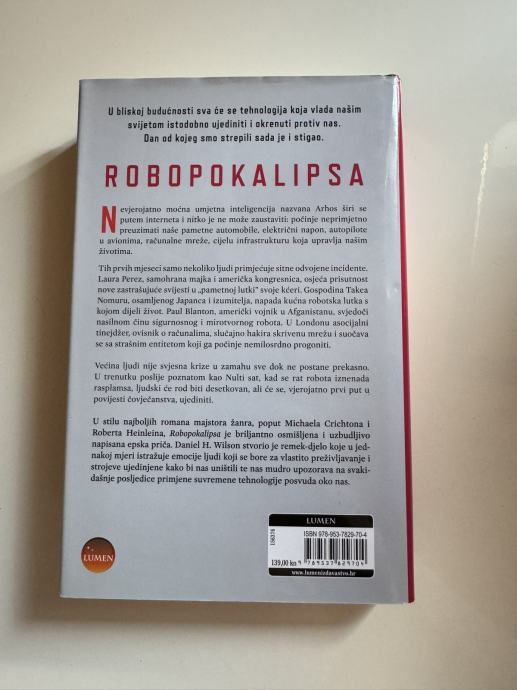 U bliskoj budućnosti sva će se tehnologija koja vlada našim
svijetom istodobno ujediniti i okrenuti protiv nas.
Dan od kojeg smo strepili sada je i stigao.
ROBOPOKALIPSA
Nevjerojatno moćna umjetna inteligencija nazvana Arhos širi se
putem interneta i nitko je ne može zaustaviti: počinje neprimjetno
preuzimati naše pametne automobile, električni napon, autopilote
u avionima, računalne mreže, cijelu infrastrukturu koja upravlja našim
životima.
Tih prvih mjeseci samo nekoliko ljudi primjećuje sitne odvojene incidente.
Laura Perez, samohrana majka i američka kongresnica, osjeća prisutnost
nove zastrašujuće svijesti u „pametnoj lutki" svoje kćeri. Gospodina Takea
Nomuru, osamljenog Japanca i izumitelja, napada kućna robotska lutka s
kojom dijeli život. Paul Blanton, američki vojnik u Afganistanu, svjedoči
nasilnom činu sigurnosnog i mirotvornog robota. U Londonu asocijalni
tinejdžer, ovisnik o računalima, slučajno hakira skrivenu mrežu i suočava
se sa strašnim entitetom koji ga počinje nemilosrdno progoniti.
Većina ljudi nije svjesna krize u zamahu sve dok ne postane prekasno.
U trenutku poslije poznatom kao Nulti sat, kad se rat robota iznenada
rasplamsa, ljudski će rod biti desetkovan, ali će se, vjerojatno prvi put u
povijesti čovječanstva, ujediniti.
U stilu najboljih romana majstora žanra, poput Michaela Crichtona i
Roberta Heinleina, Robopokalipsa je briljantno osmišljena i uzbudljivo
napisana epska priča. Daniel H. Wilson stvorio je remek-djelo koje u jed-
nakoj mjeri istražuje emocije ljudi koji se bore za vlastito preživljavanje i
strojeve ujedinjene kako bi nas uništili te nas mudro upozorava na svaki-
dašnje posljedice primjene suvremene tehnologije posvuda oko nas.
LUMEN
LUMEN
ISBN 978-953-7829-70-4
156376
139,00 kn
9 789537 829704
www.lumenizdavastvo.hr